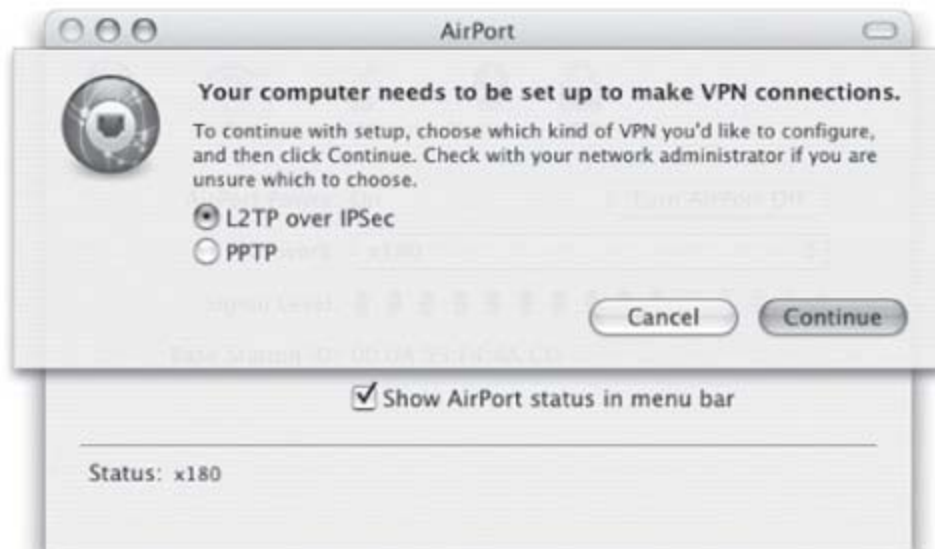 AirPort
Your computer needs to be set up to make VPN connections.
To continue with setup, choose which kind of VPN you'd like to configure,
and then click Continue. Check with your network administrator if you are
unsure which to choose.
L2TP over IPSec
PPTP
x180
Cancel
Continue
Show AirPort status in menu bar
Status: x180